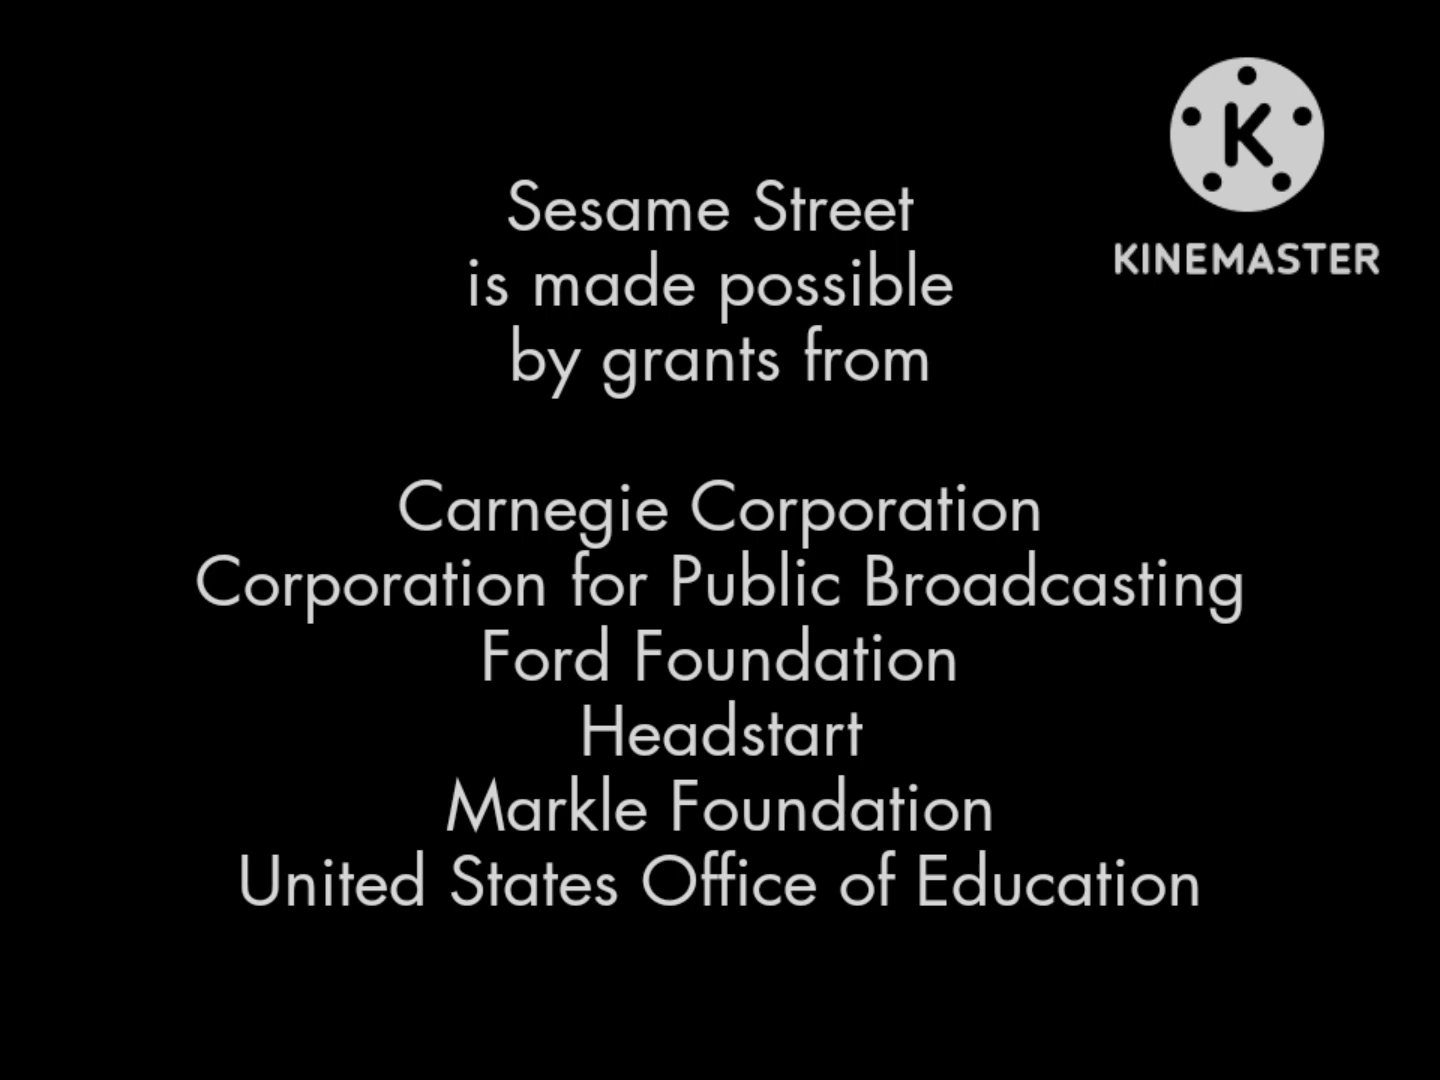 K
KINEMASTER
Sesame Street
is made possible
by grants from
Carnegie Corporation
Corporation for Public Broadcasting
Ford Foundation
Headstart
Markle Foundation
United States Office of Education